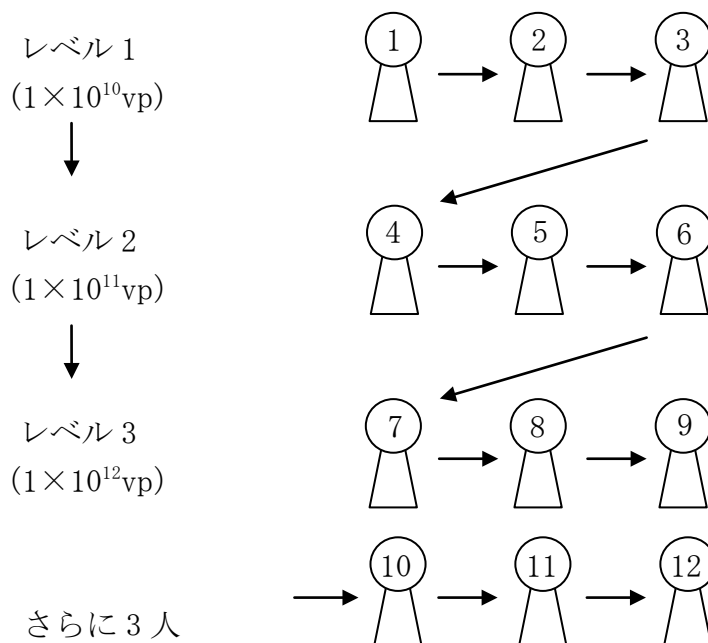 レベル 1
(1×10¹⁰vp)
1 2 3
レベル 2
(1×10¹¹vp)
4 5 6
レベル 3
(1×10¹²vp)
7 8 9
10 11 12
さらに 3 人